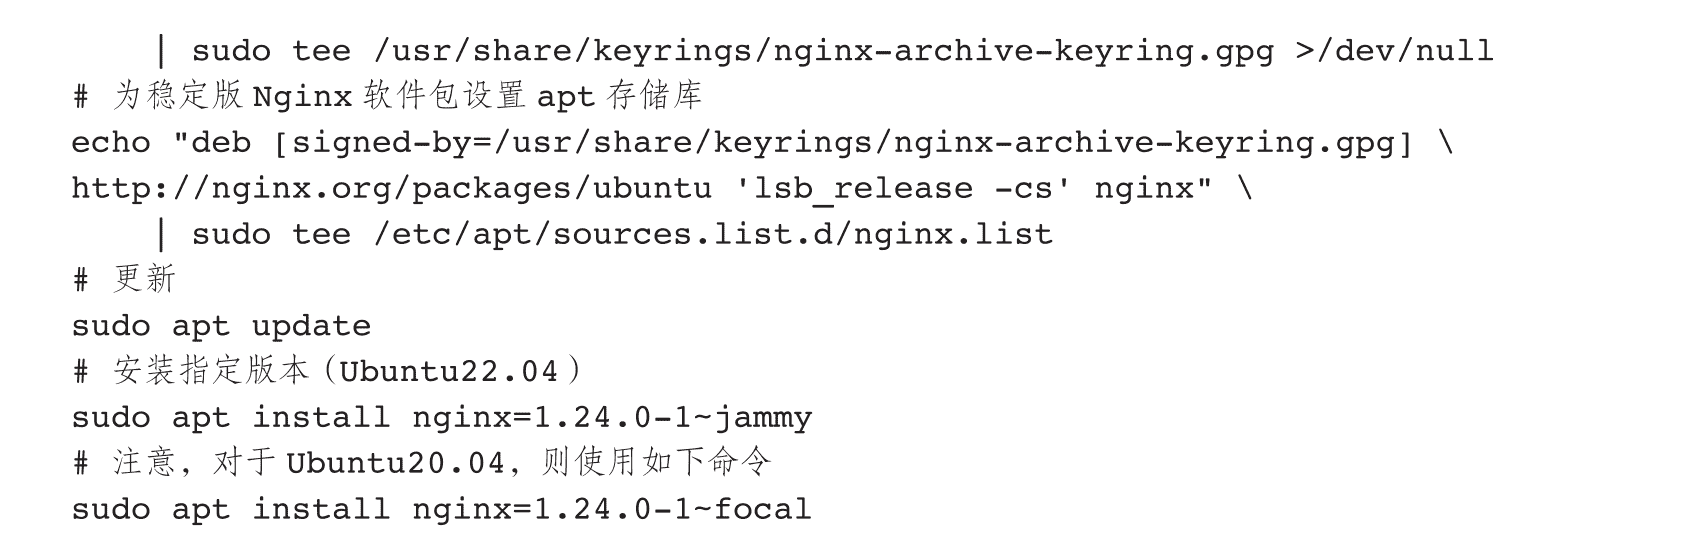 | sudo tee /usr/share/keyrings/nginx-archive-keyring.gpg >/dev/null
# 为稳定版 Nginx 软件包设置 apt 存储库
echo "deb [signed-by=/usr/share/keyrings/nginx-archive-keyring.gpg] \
http://nginx.org/packages/ubuntu 'lsb_release -cs' nginx" \
    | sudo tee /etc/apt/sources.list.d/nginx.list
# 更新
sudo apt update
# 安装指定版本（Ubuntu22.04）
sudo apt install nginx=1.24.0-1~jammy
# 注意，对于 Ubuntu20.04，则使用如下命令
sudo apt install nginx=1.24.0-1~focal